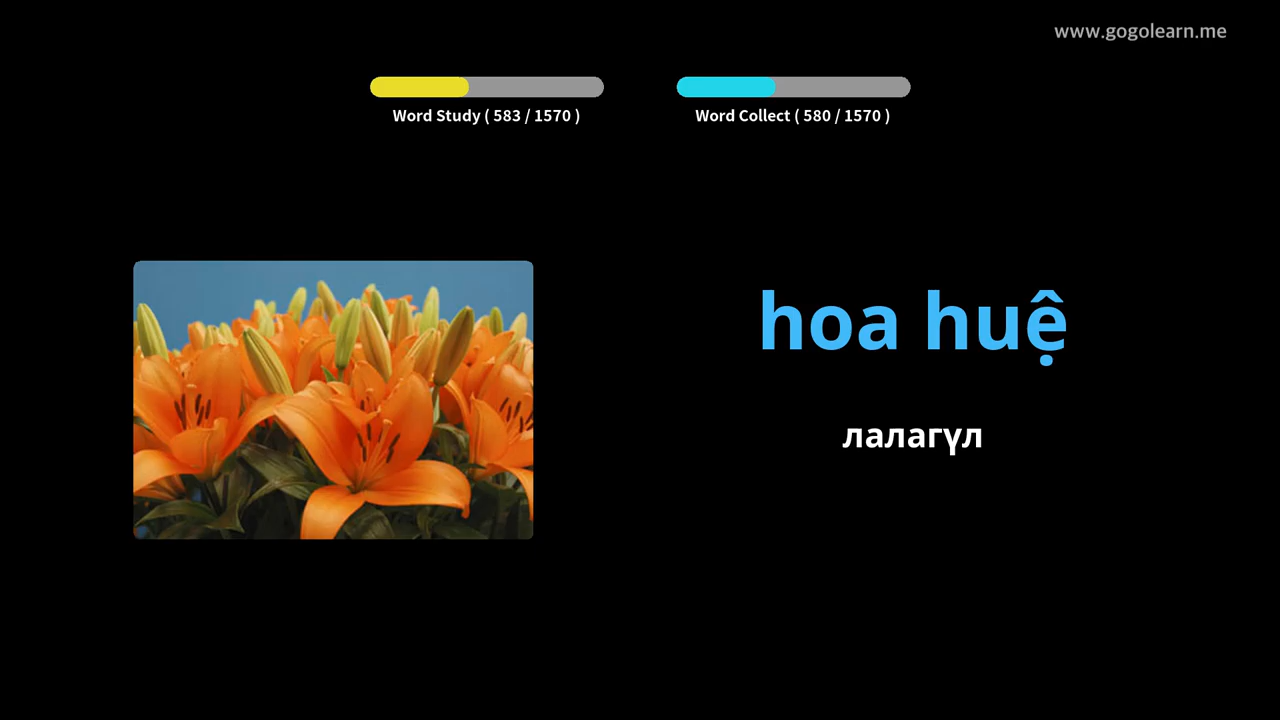 www.gogolearn.me
Word Study ( 583 / 1570 )
Word Collect ( 580 / 1570 )
hoa huệ
лалагүл